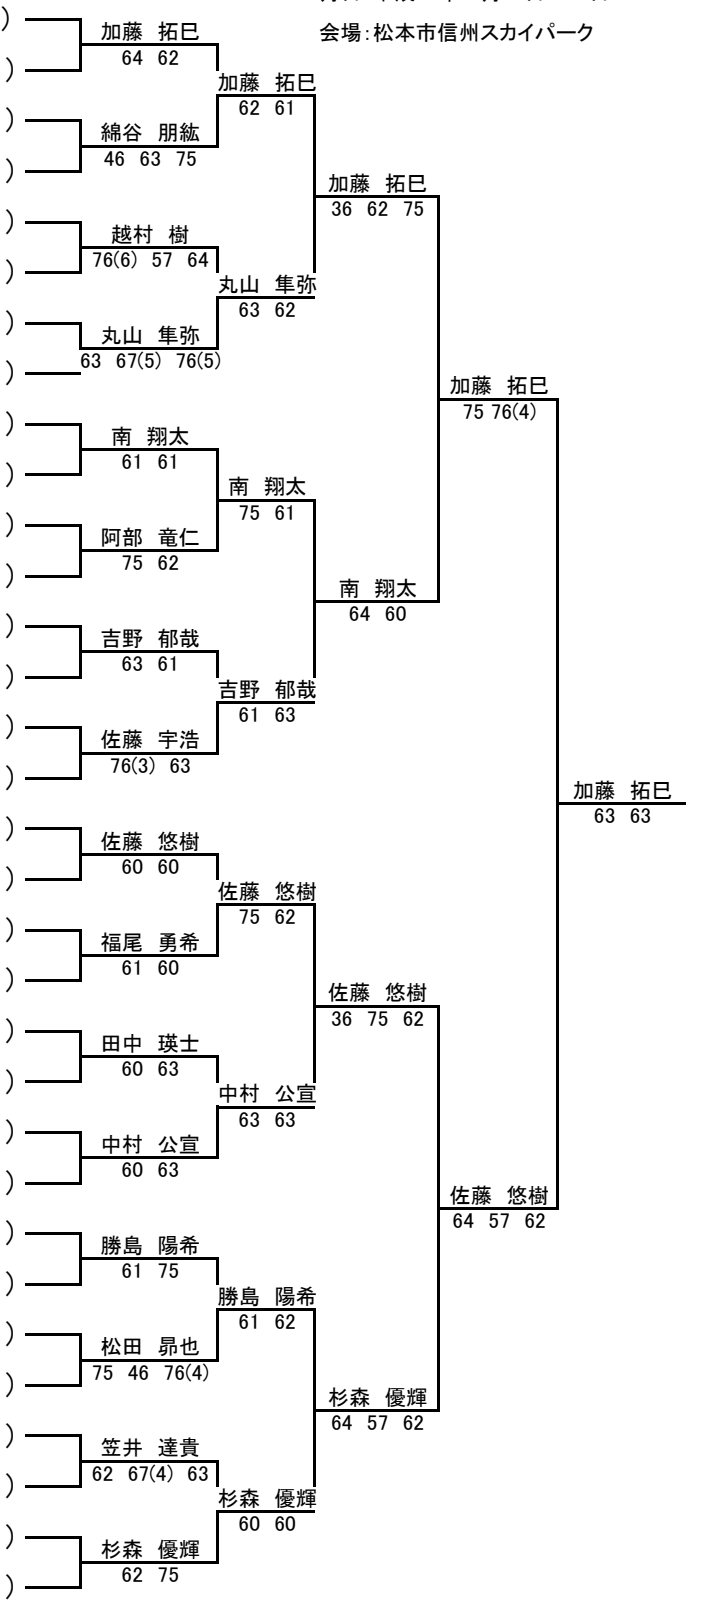 会場：松本市信州スカイパーク
加藤 拓巳
64 62
加藤 拓巳
62 61
綿谷 朋紘
46 63 75
加藤 拓巳
36 62 75
越村 樹
76(6) 57 64
丸山 隼弥
63 62
丸山 隼弥
63 67(5) 76(5)
加藤 拓巳
75 76(4)
南 翔太
61 61
南 翔太
75 61
阿部 竜仁
75 62
南 翔太
64 60
吉野 郁哉
63 61
吉野 郁哉
61 63
佐藤 宇浩
76(3) 63
加藤 拓巳
63 63
佐藤 悠樹
60 60
佐藤 悠樹
75 62
福尾 勇希
61 60
佐藤 悠樹
36 75 62
田中 瑛士
60 63
中村 公宣
63 63
中村 公宣
60 63
佐藤 悠樹
64 57 62
勝島 陽希
61 75
勝島 陽希
61 62
松田 昴也
75 46 76(4)
杉森 優輝
64 57 62
笠井 達貴
62 67(4) 63
杉森 優輝
60 60
杉森 優輝
62 75